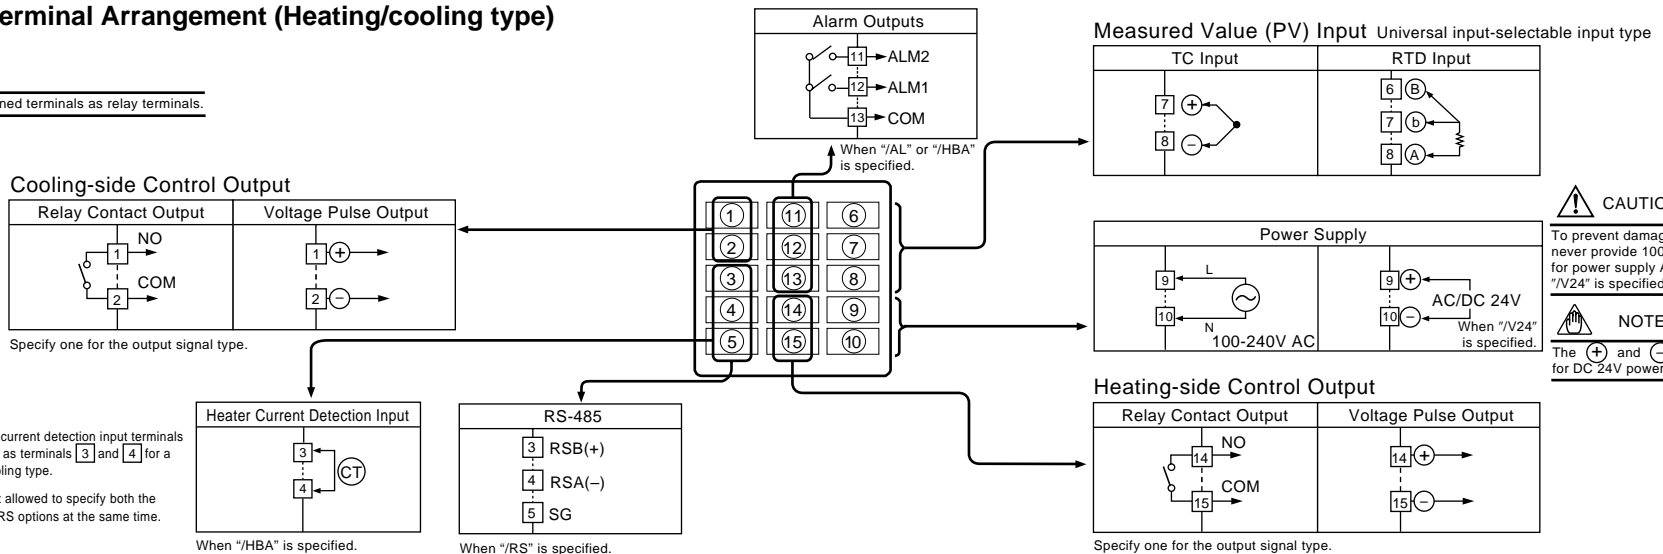 erminal Arrangement (Heating/cooling type)
ned terminals as relay terminals.
Alarm Outputs
11 ALM2
12 ALM1
13 COM
When “/AL” or “/HBA”
is specified.
Measured Value (PV) Input Universal input-selectable input type
TC Input
7 +
8 −
RTD Input
6 B
7 b
8 A
Cooling-side Control Output
Relay Contact Output
NO
1
COM
2
Voltage Pulse Output
1 +
2 −
Specify one for the output signal type.
1 11 6
2 12 7
3 13 8
4 14 9
5 15 10
Power Supply
9 L
10 N
100-240V AC
9 +
AC/DC 24V
10 −
When "/V24"
is specified.
CAUTIO
To prevent damag
never provide 100
for power supply A
"/V24" is specified
NOTE
The + and −
for DC 24V power
current detection input terminals
as terminals 3 and 4 for a
ling type.
t allowed to specify both the
RS options at the same time.
Heater Current Detection Input
3
CT
4
When “/HBA” is specified.
RS-485
3 RSB(+)
4 RSA(−)
5 SG
When “/RS” is specified.
Heating-side Control Output
Relay Contact Output
NO
14
COM
15
Voltage Pulse Output
14 +
15 −
Specify one for the output signal type.